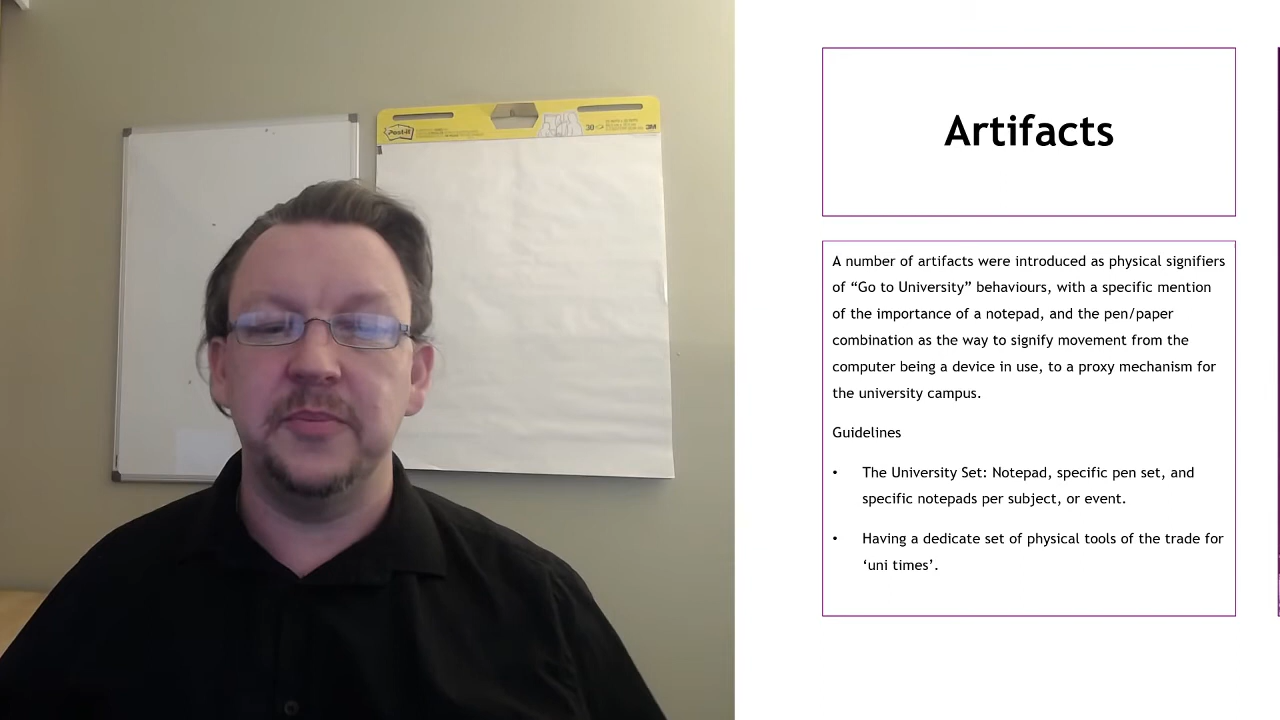 Post-it
30
3M
Artifacts
A number of artifacts were introduced as physical signifiers
of “Go to University” behaviours, with a specific mention
of the importance of a notepad, and the pen/paper
combination as the way to signify movement from the
computer being a device in use, to a proxy mechanism for
the university campus.
Guidelines
• The University Set: Notepad, specific pen set, and
specific notepads per subject, or event.
• Having a dedicate set of physical tools of the trade for
‘uni times’.